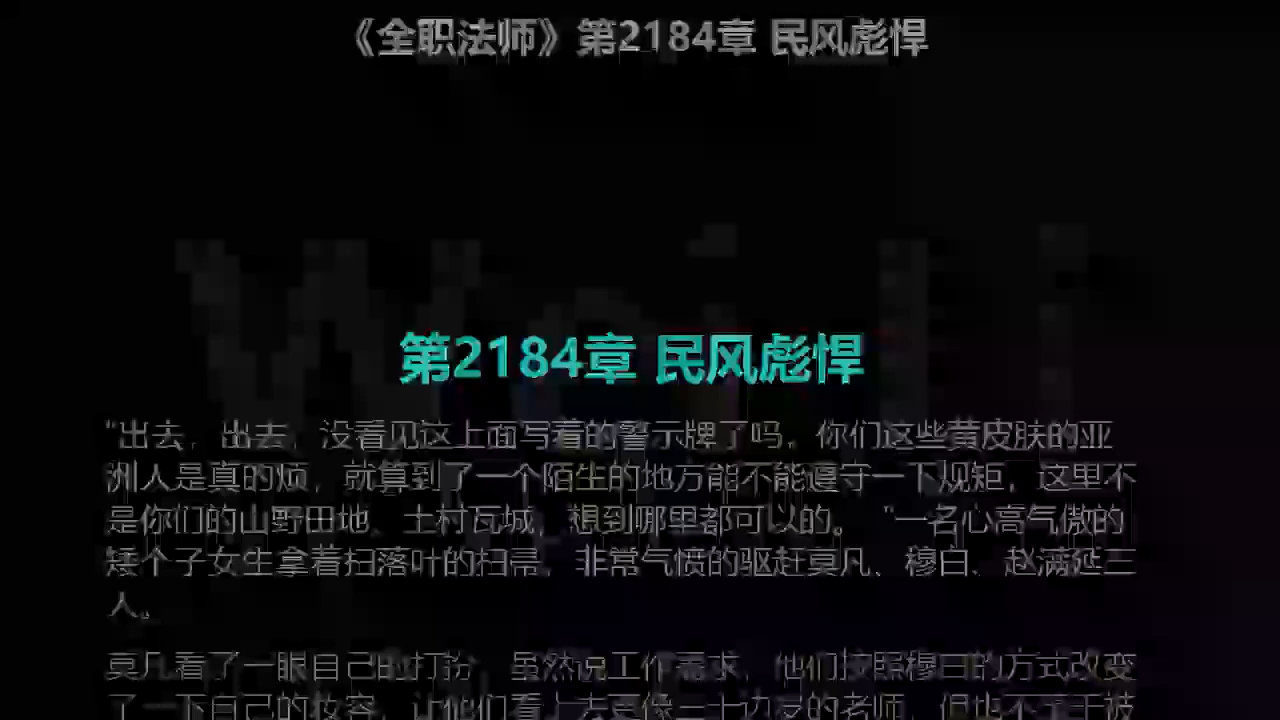 《全职法师》第2184章 民风彪悍
第2184章 民风彪悍
“出去，出去，没看见这上面写着的警示牌了吗，你们这些黄皮肤的亚
洲人是真的烦，就算到了一个陌生的地方能不能遵守一下规矩，这里不
是你们的山野田地、土村瓦城，想到哪里都可以的。 ”一名心高气傲的
矮个子女生拿着扫落叶的扫帚，非常气愤的驱赶莫凡、穆白、赵满延三
人。
莫凡看了一眼自己的打扮，虽然说工作需求，他们按照穆白的方式改变
了一下自己的妆容，让他们看上去更像三十边岁的老师，但也不至于被